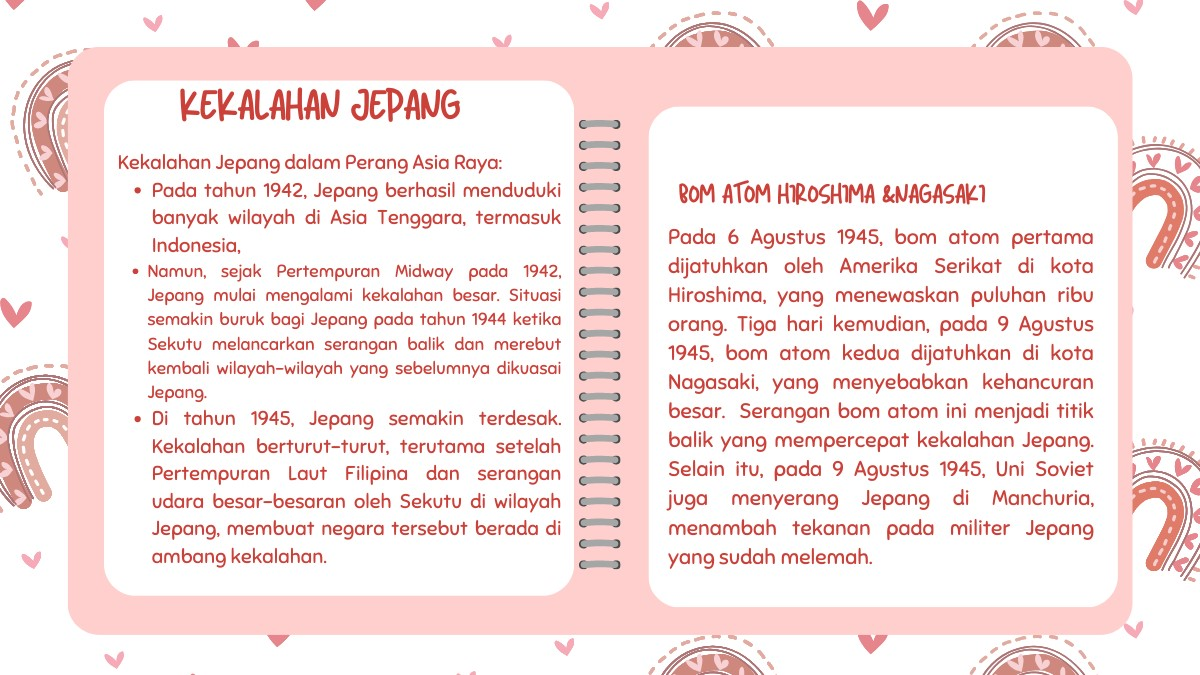 KEKALAHAN JEPANG
Kekalahan Jepang dalam Perang Asia Raya:
• Pada tahun 1942, Jepang berhasil menduduki
banyak wilayah di Asia Tenggara, termasuk
Indonesia,
• Namun, sejak Pertempuran Midway pada 1942,
Jepang mulai mengalami kekalahan besar. Situasi
semakin buruk bagi Jepang pada tahun 1944 ketika
Sekutu melancarkan serangan balik dan merebut
kembali wilayah-wilayah yang sebelumnya dikuasai
Jepang.
• Di tahun 1945, Jepang semakin terdesak.
Kekalahan berturut-turut, terutama setelah
Pertempuran Laut Filipina dan serangan
udara besar-besaran oleh Sekutu di wilayah
Jepang, membuat negara tersebut berada di
ambang kekalahan.
BOM ATOM HIROSHIMA &NAGASAKI
Pada 6 Agustus 1945, bom atom pertama
dijatuhkan oleh Amerika Serikat di kota
Hiroshima, yang menewaskan puluhan ribu
orang. Tiga hari kemudian, pada 9 Agustus
1945, bom atom kedua dijatuhkan di kota
Nagasaki, yang menyebabkan kehancuran
besar. Serangan bom atom ini menjadi titik
balik yang mempercepat kekalahan Jepang.
Selain itu, pada 9 Agustus 1945, Uni Soviet
juga menyerang Jepang di Manchuria,
menambah tekanan pada militer Jepang
yang sudah melemah.